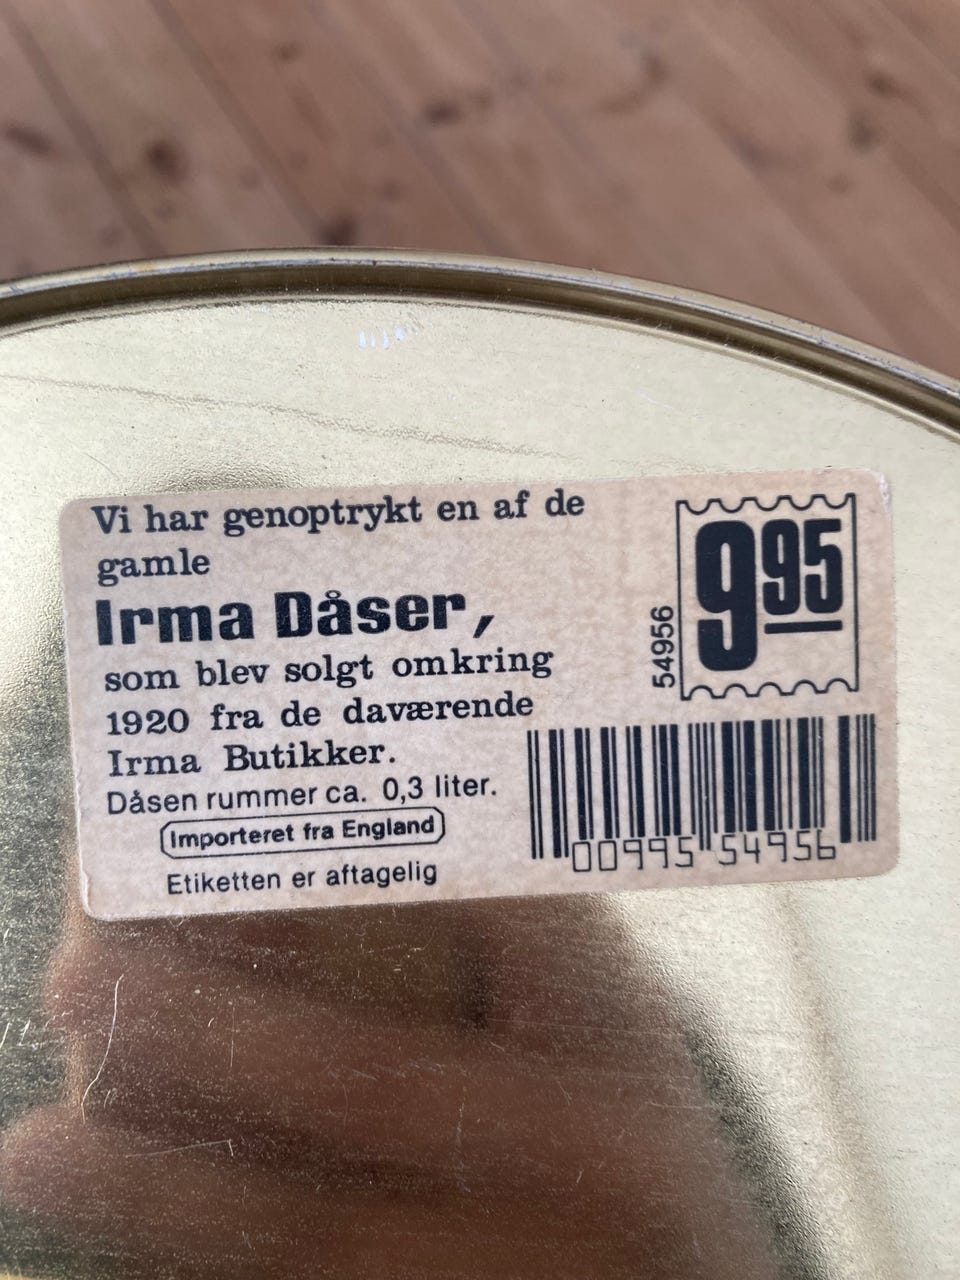 Vi har genoptrykt en af de
gamle
Irma Dåser,
som blev solgt omkring
1920 fra de daværende
Irma Butikker.
Dåsen rummer ca. 0,3 liter.
Importeret fra England
Etiketten er aftagelig
54956
995
00995 54956